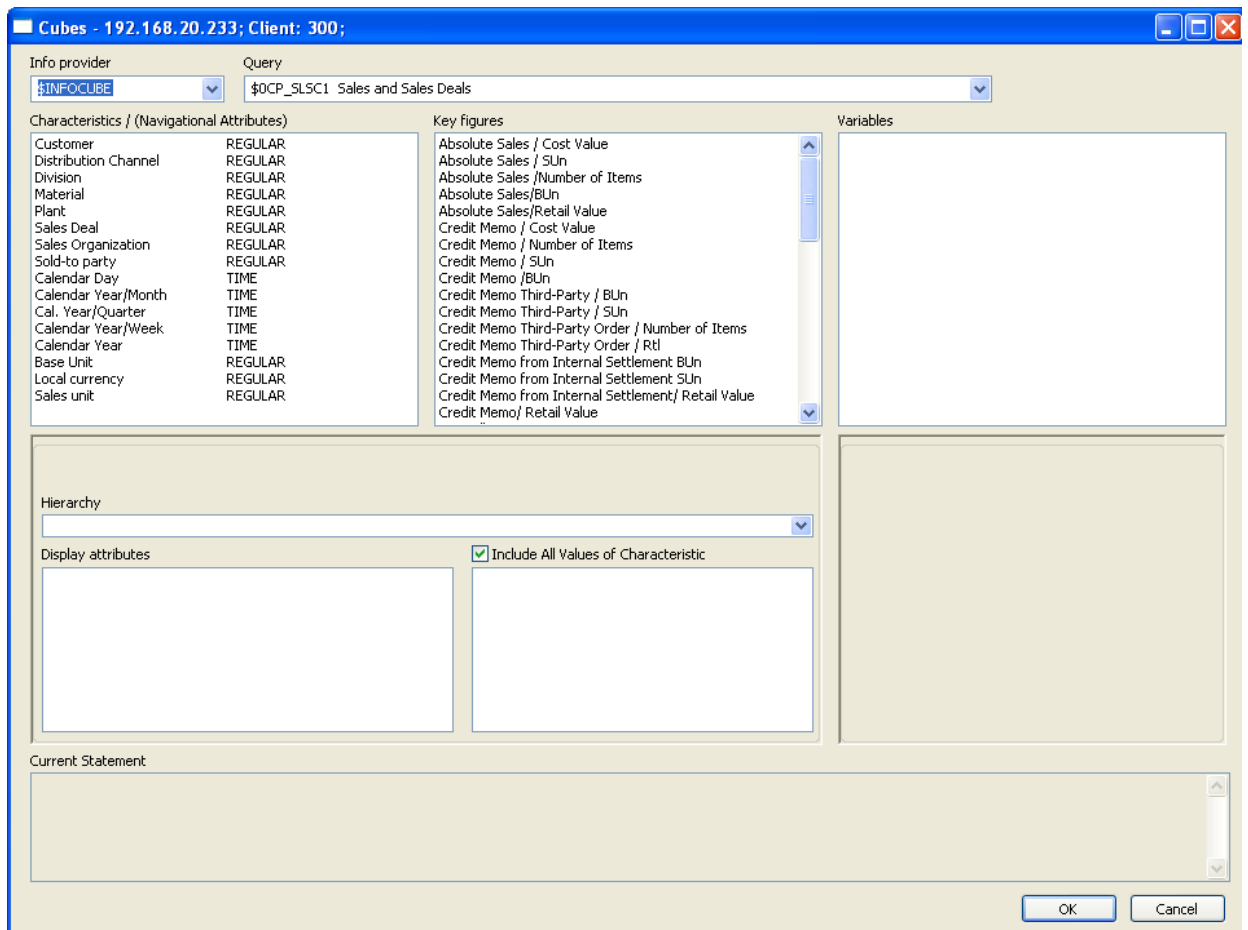 Cubes - 192.168.20.233; Client: 300;
Info provider
Query
$INFOCUBE
$0CP_SLSC1 Sales and Sales Deals
Characteristics / (Navigational Attributes)
Key figures
Variables
Customer REGULAR
Distribution Channel REGULAR
Division REGULAR
Material REGULAR
Plant REGULAR
Sales Deal REGULAR
Sales Organization REGULAR
Sold-to party REGULAR
Calendar Day TIME
Calendar Year/Month TIME
Cal. Year/Quarter TIME
Calendar Year/Week TIME
Calendar Year TIME
Base Unit REGULAR
Local currency REGULAR
Sales unit REGULAR
Absolute Sales / Cost Value
Absolute Sales / SUn
Absolute Sales /Number of Items
Absolute Sales/BUn
Absolute Sales/Retail Value
Credit Memo / Cost Value
Credit Memo / Number of Items
Credit Memo / SUn
Credit Memo /BUn
Credit Memo Third-Party / BUn
Credit Memo Third-Party / SUn
Credit Memo Third-Party Order / Number of Items
Credit Memo Third-Party Order / Rtl
Credit Memo from Internal Settlement BUn
Credit Memo from Internal Settlement SUn
Credit Memo from Internal Settlement/ Retail Value
Credit Memo/ Retail Value
Hierarchy
Display attributes
Include All Values of Characteristic
Current Statement
OK
Cancel